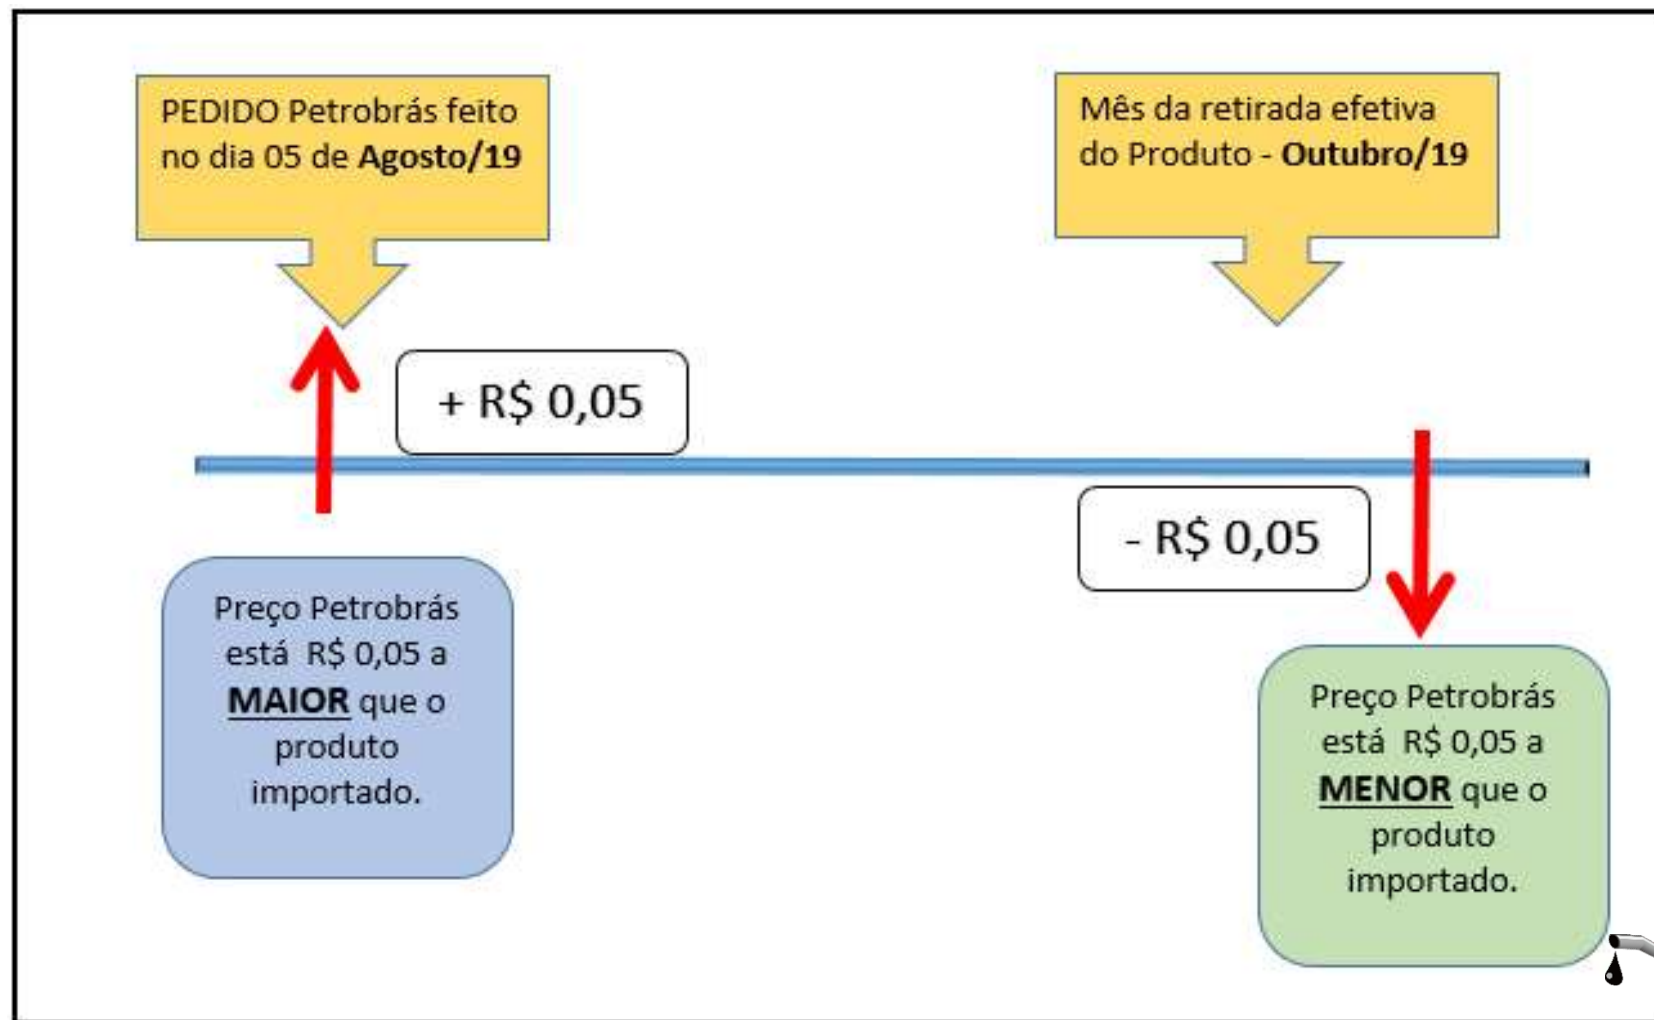 PEDIDO Petrobrás feito
no dia 05 de Agosto/19
Mês da retirada efetiva
do Produto - Outubro/19
+ R$ 0,05
- R$ 0,05
Preço Petrobrás
está R$ 0,05 a
MAIOR que o
produto
importado.
Preço Petrobrás
está R$ 0,05 a
MENOR que o
produto
importado.